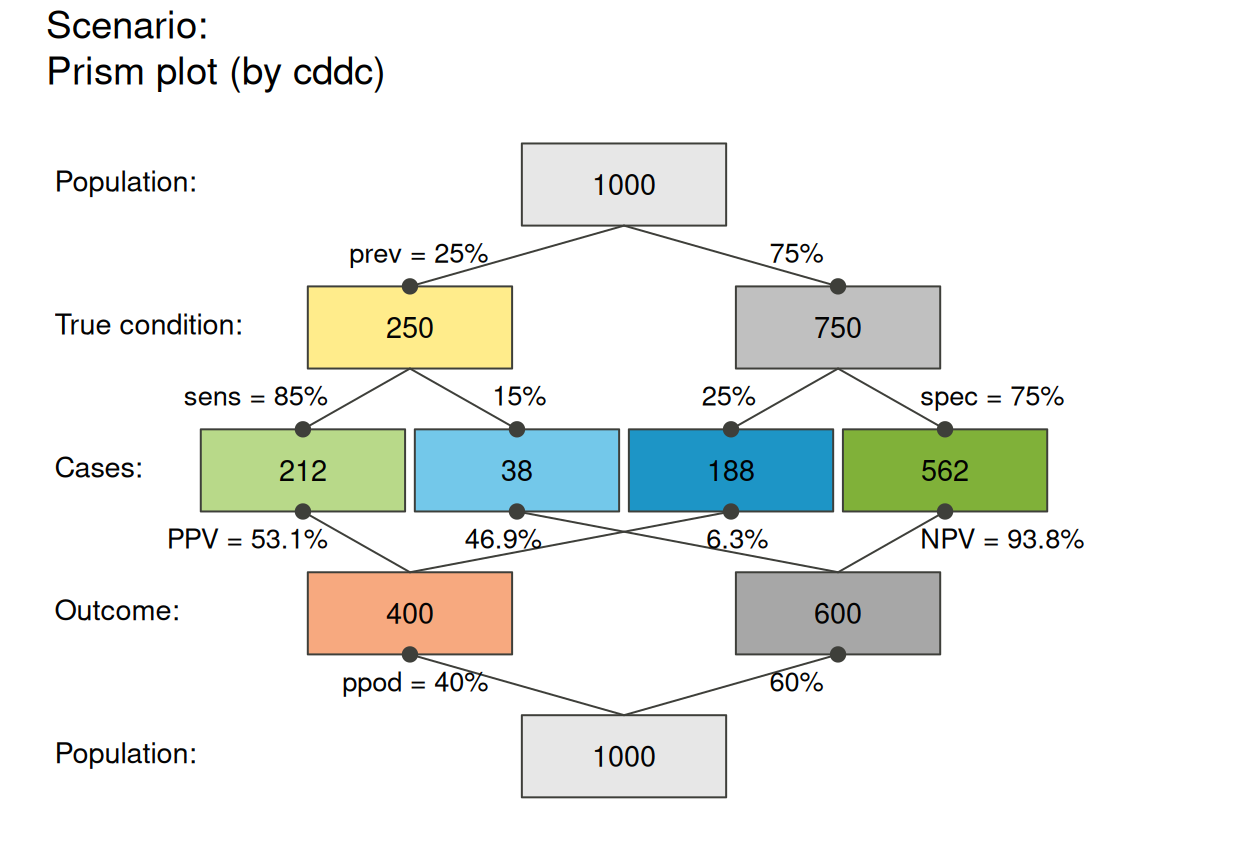 Scenario:
Prism plot (by cddc)
Population:
1000
prev = 25%
75%
True condition:
250
750
sens = 85%
15%
25%
spec = 75%
Cases:
212
38
188
562
PPV = 53.1%
46.9%
6.3%
NPV = 93.8%
Outcome:
400
600
ppod = 40%
60%
Population:
1000